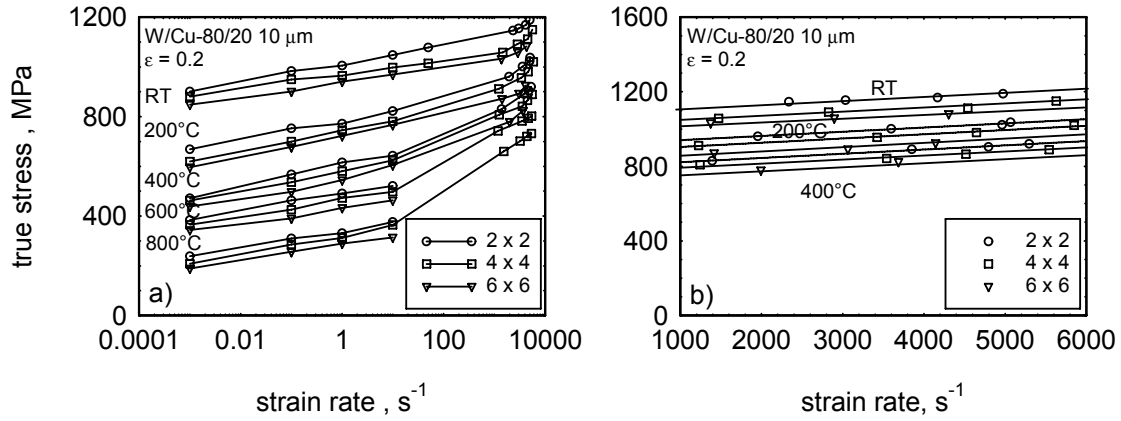 true stress , MPa
1200
800
400
0
W/Cu-80/20 10 μm
ε = 0.2
RT
200°C
400°C
600°C
800°C
a)
2 x 2
4 x 4
6 x 6
0.0001
0.01
1
100
10000
strain rate , s⁻¹
1600
1200
800
400
0
W/Cu-80/20 10 μm
ε = 0.2
RT
200°C
400°C
b)
2 x 2
4 x 4
6 x 6
1000
2000
3000
4000
5000
6000
strain rate, s⁻¹